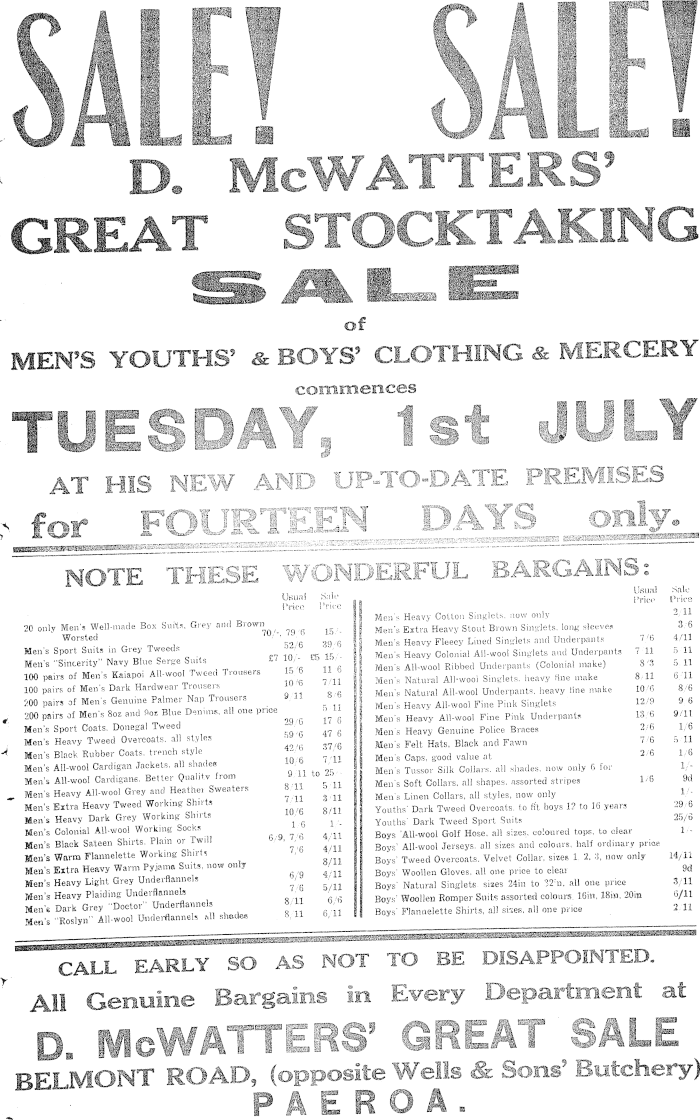 SALE! SALE!
D. McWATTERS'
GREAT STOCKTAKING
SALE
of
MEN'S YOUTHS' & BOYS' CLOTHING & MERCERY
commences
TUESDAY, 1st JULY
AT HIS NEW AND UP-TO-DATE PREMISES
for FOURTEEN DAYS only.
NOTE THESE WONDERFUL BARGAINS:
Usual Price Sale Price
20 only Men's Well-made Box Suits, Grey and Brown
Worsted 70/-, 79/6 15/-
Men's Sport Suits in Grey Tweeds 52/6 39/6
Men's "Sincerity" Navy Blue Serge Suits £7 10/- £5 15/-
100 pairs of Men's Kaiapoi All-wool Tweed Trousers 15/6 11/6
100 pairs of Men's Dark Hardwear Trousers 10/6 7/11
200 pairs of Men's Genuine Palmer Nap Trousers 9/11 8/6
200 pairs of Men's 8oz and 9oz Blue Denims, all one price 5/11
Men's Sport Coats, Donegal Tweed 29/6 17/6
Men's Heavy Tweed Overcoats, all styles 59/6 47/6
Men's Black Rubber Coats, trench style 42/6 37/6
Men's All-wool Cardigan Jackets, all shades 10/6 7/11
Men's All-wool Cardigans, Better Quality from 9/11 to 25/-
Men's Heavy All-wool Grey and Heather Sweaters 8/11 5/11
Men's Extra Heavy Tweed Working Shirts 7/11 3/11
Men's Heavy Dark Grey Working Shirts 10/6 8/11
Men's Colonial All-wool Working Socks 1/6 1/-
Men's Black Sateen Shirts, Plain or Twill 6/9, 7/6 4/11
Men's Warm Flannelette Working Shirts 7/6 4/11
Men's Extra Heavy Warm Pyjama Suits, now only 8/11
Men's Heavy Light Grey Underflannels 6/9 4/11
Men's Heavy Plaiding Underflannels 7/6 5/11
Men's Dark Grey "Doctor" Underflannels 8/11 6/6
Men's "Roslyn" All-wool Underflannels, all shades 8/11 6/11
Usual Price Sale Price
Men's Heavy Cotton Singlets, now only 2/11
Men's Extra Heavy Stout Brown Singlets, long sleeves 3/6
Men's Heavy Fleecy Lined Singlets and Underpants 7/6 4/11
Men's Heavy Colonial All-wool Singlets and Underpants 7/11 5/11
Men's All-wool Ribbed Underpants (Colonial make) 8/3 5/11
Men's Natural All-wool Singlets, heavy fine make 8/11 6/11
Men's Natural All-wool Underpants, heavy fine make 10/6 8/6
Men's Heavy All-wool Fine Pink Singlets 12/9 9/6
Men's Heavy All-wool Fine Pink Underpants 13/6 9/11
Men's Heavy Genuine Police Braces 2/6 1/6
Men's Felt Hats, Black and Fawn 7/6 5/11
Men's Caps, good value at 2/6 1/6
Men's Tussor Silk Collars, all shades, now only 6 for 1/-
Men's Soft Collars, all shapes, assorted stripes 1/6 9d
Men's Linen Collars, all styles, now only 1/-
Youths' Dark Tweed Overcoats, to fit boys 12 to 16 years 29/6
Youths' Dark Tweed Sport Suits 25/6
Boys' All-wool Golf Hose, all sizes, coloured tops, to clear 1/-
Boys' All-wool Jerseys, all sizes and colours, half ordinary price
Boys' Tweed Overcoats, Velvet Collar, sizes 1, 2, 3, now only 14/11
Boys' Woollen Gloves, all one price to clear 9d
Boys' Natural Singlets, sizes 24in to 32in, all one price 3/11
Boys' Woollen Romper Suits assorted colours, 16in, 18in, 20in 6/11
Boys' Flannelette Shirts, all sizes, all one price 2/11
CALL EARLY SO AS NOT TO BE DISAPPOINTED.
All Genuine Bargains in Every Department at
D. McWATTERS' GREAT SALE
BELMONT ROAD, (opposite Wells & Sons' Butchery)
PAEROA.